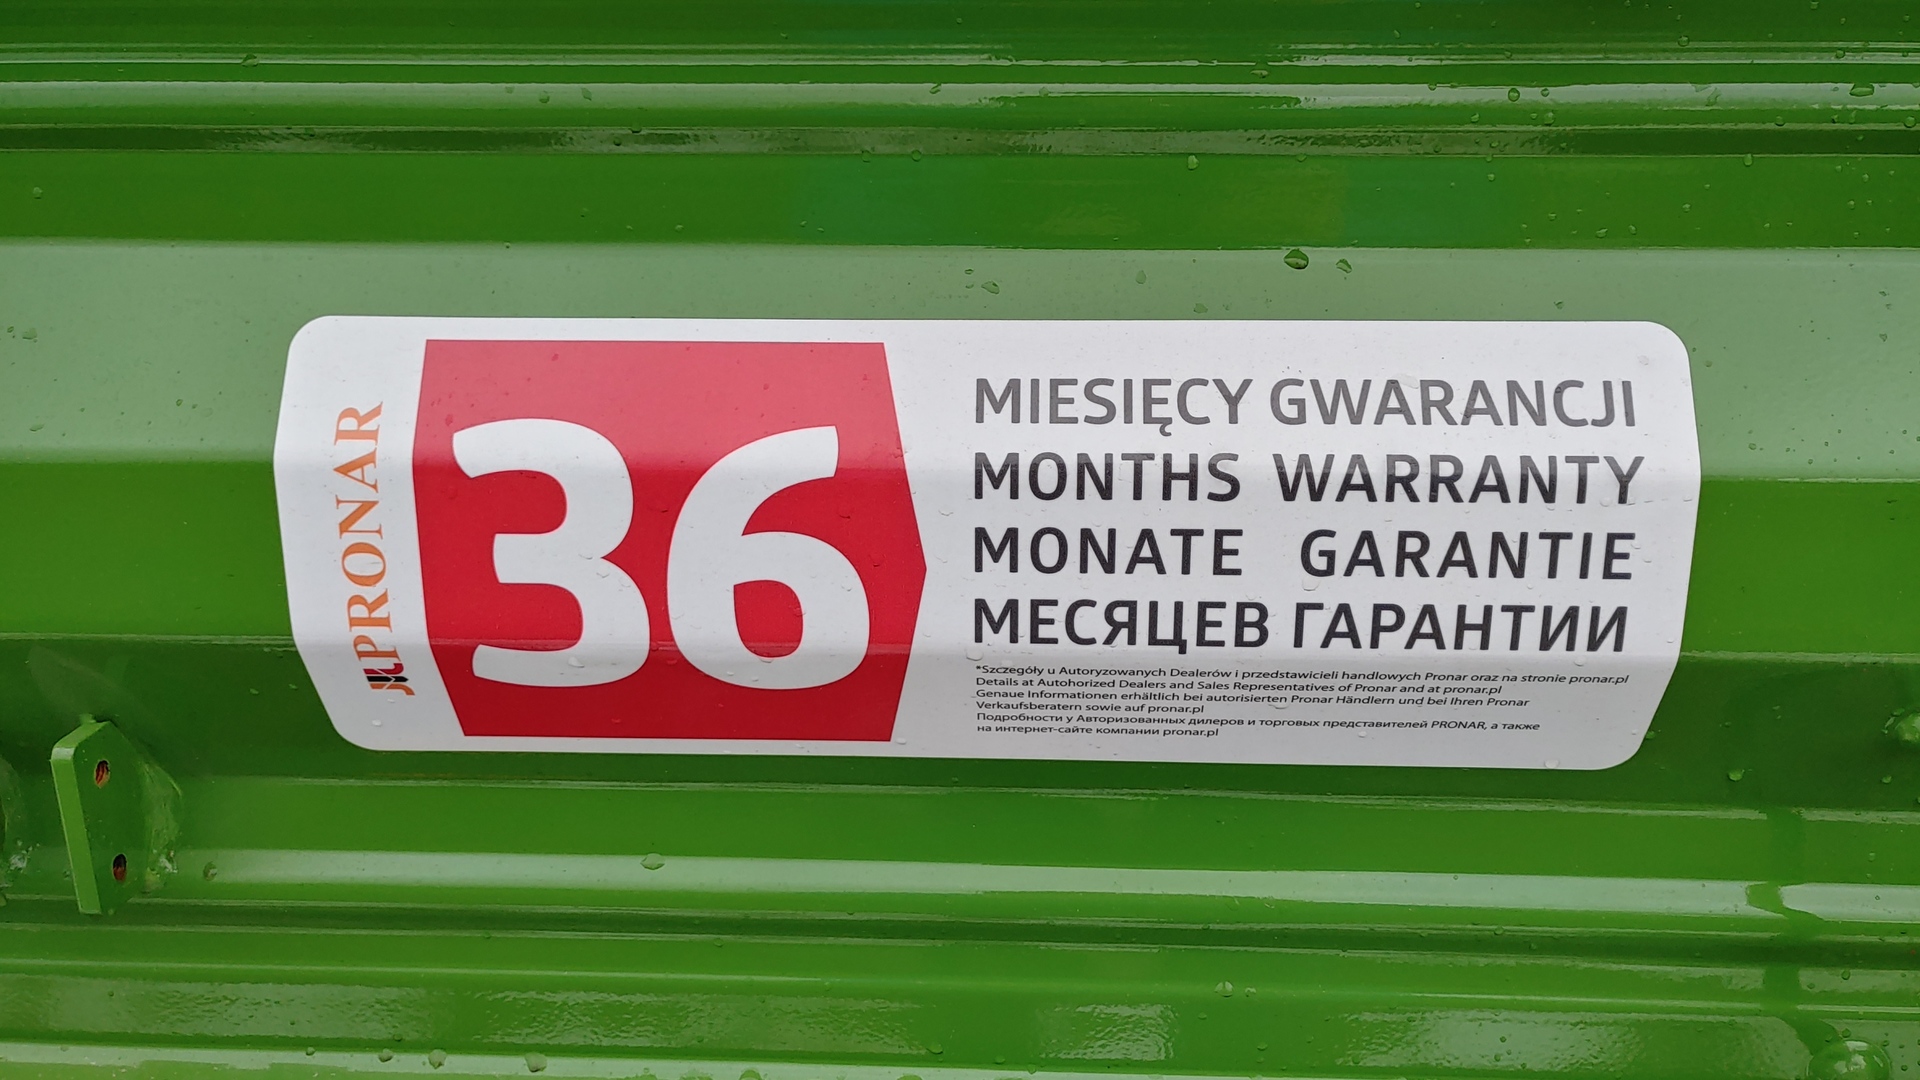 PRONAR
36
MIESIĘCY GWARANCJI
MONTHS WARRANTY
MONATE GARANTIE
МЕСЯЦЕВ ГАРАНТИИ
*Szczegóły u Autoryzowanych Dealerów i przedstawicieli handlowych Pronar oraz na stronie pronar.pl
Details at Autohorized Dealers and Sales Representatives of Pronar and at pronar.pl
Genaue Informationen erhältlich bei autorisierten Pronar Händlern und bei Ihren Pronar
Verkaufsberatern sowie auf pronar.pl
Подробности у Авторизованных дилеров и торговых представителей PRONAR, а также
на интернет-сайте компании pronar.pl